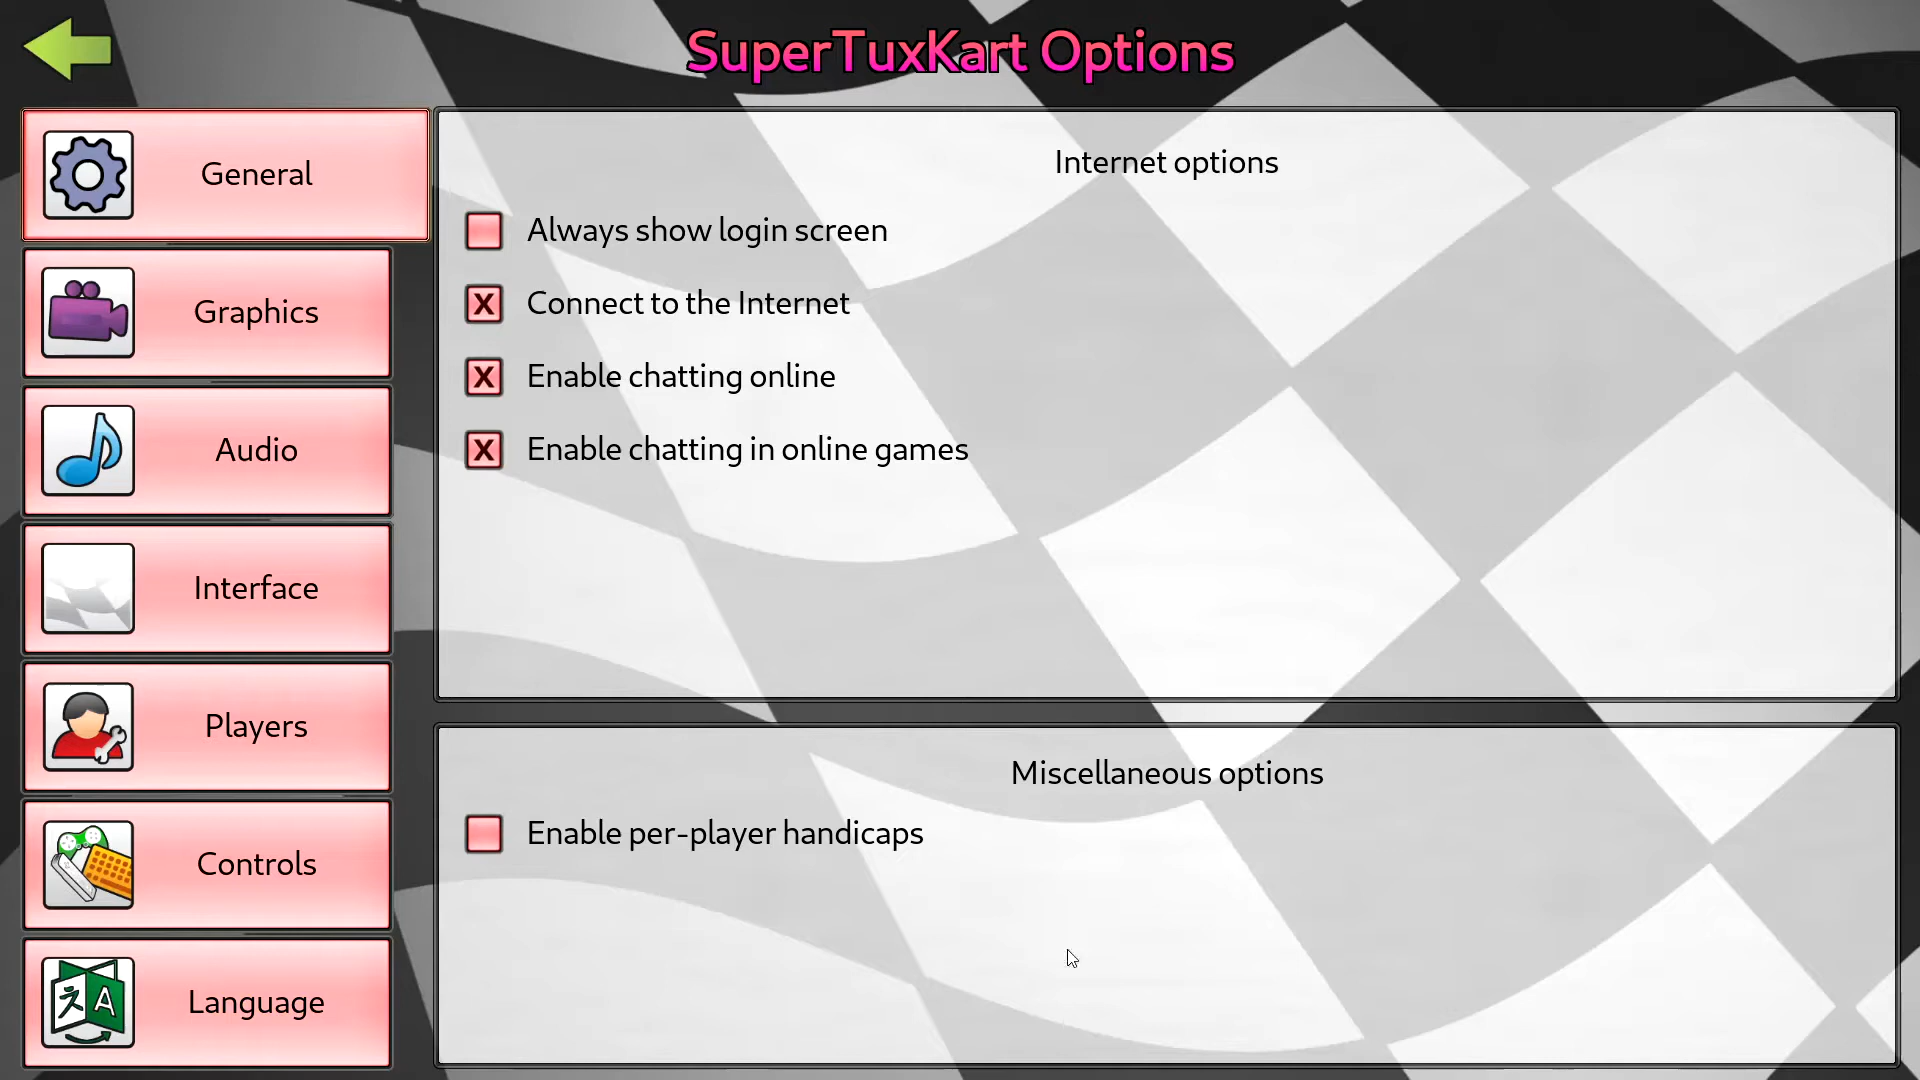 SuperTuxKart Options
General
Graphics
Audio
Interface
Players
Controls
Language
Internet options
Always show login screen
X Connect to the Internet
X Enable chatting online
X Enable chatting in online games
Miscellaneous options
Enable per-player handicaps